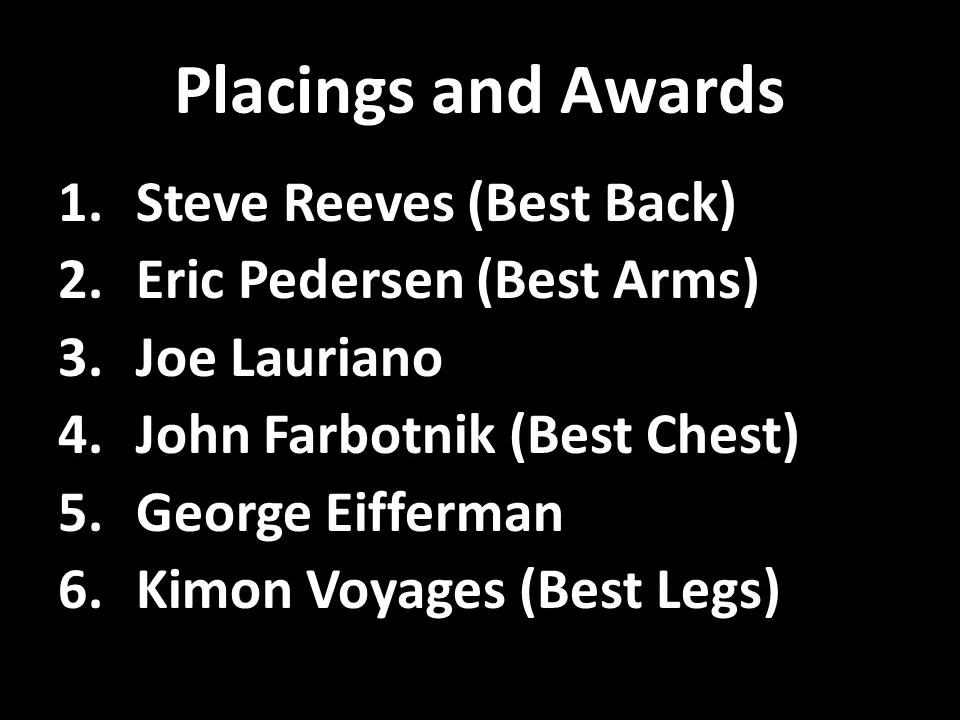 Placings and Awards
1. Steve Reeves (Best Back)
2. Eric Pedersen (Best Arms)
3. Joe Lauriano
4. John Farbotnik (Best Chest)
5. George Eifferman
6. Kimon Voyages (Best Legs)